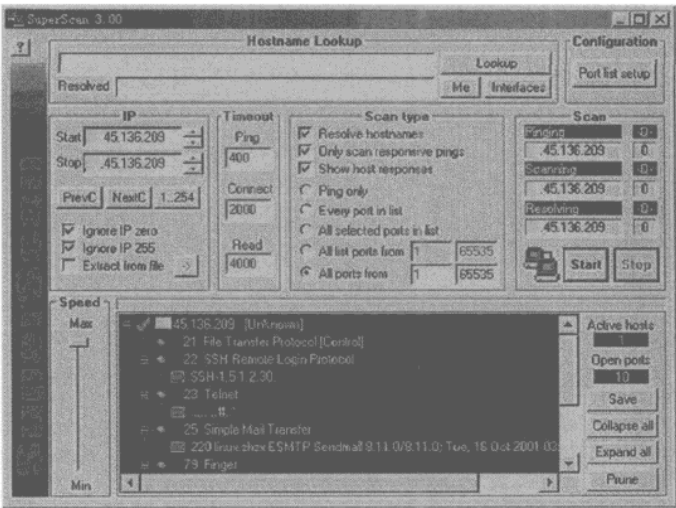 SuperScan 3.00
?
Hostname Lookup
Lookup
Resolved
Me
Interfaces
Configuration
Port list setup
IP
Start 45.136.209
Stop .45.136.209
PrevC
NextC
1..254
Ignore IP zero
Ignore IP 255
Extract from file
->
Timeout
Ping
400
Connect
2000
Read
4000
Scan type
Resolve hostnames
Only scan responsive pings
Show host responses
Ping only
Every port in list
All selected ports in list
All list ports from 1 65535
All ports from 1 65535
Scan
Pinging
.45.136.209 0
Scanning
45.136.209 0
Resolving
45.136.209 0
Start
Stop
Speed
Max
Min
45.136.209 [Unknown]
21 File Transfer Protocol [Control]
22 SSH Remote Login Protocol
SSH-1.5 1.2.30.
23 Telnet
25 Simple Mail Transfer
ESMTP Sendmail 8.11.0/8.11.0; Tue, 16 Oct 2001
79 Finger
Active hosts
1
Open ports
10
Save
Collapse all
Expand all
Prune